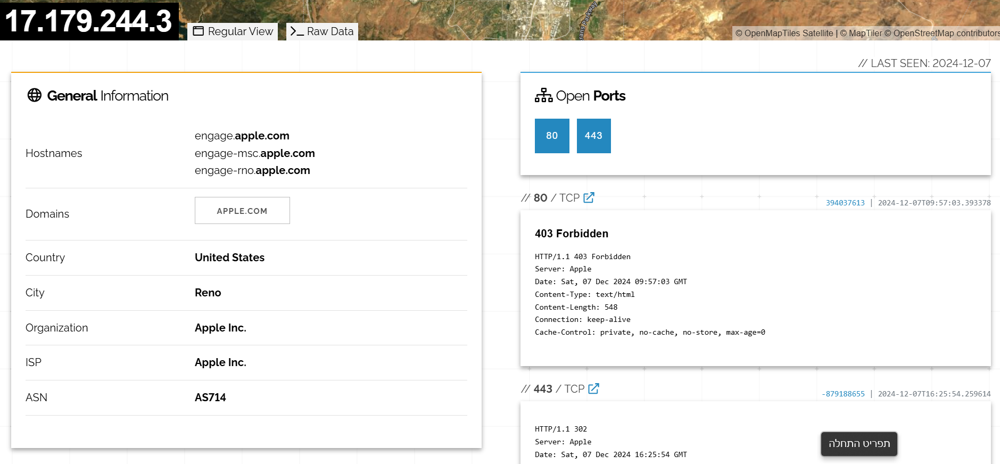 17.179.244.3
Regular View
Raw Data
© OpenMapTiles Satellite | © MapTiler © OpenStreetMap contributors
// LAST SEEN: 2024-12-07
General Information
Hostnames
engage.apple.com
engage-msc.apple.com
engage-rno.apple.com
Domains
APPLE.COM
Country United States
City Reno
Organization Apple Inc.
ISP Apple Inc.
ASN AS714
Open Ports
80 443
// 80 / TCP
394037613 | 2024-12-07T09:57:03.393378
403 Forbidden
HTTP/1.1 403 Forbidden
Server: Apple
Date: Sat, 07 Dec 2024 09:57:03 GMT
Content-Type: text/html
Content-Length: 548
Connection: keep-alive
Cache-Control: private, no-cache, no-store, max-age=0
// 443 / TCP
-879188655 | 2024-12-07T16:25:54.259614
HTTP/1.1 302
Server: Apple
Date: Sat, 07 Dec 2024 16:25:54 GMT
תפריט התחלה